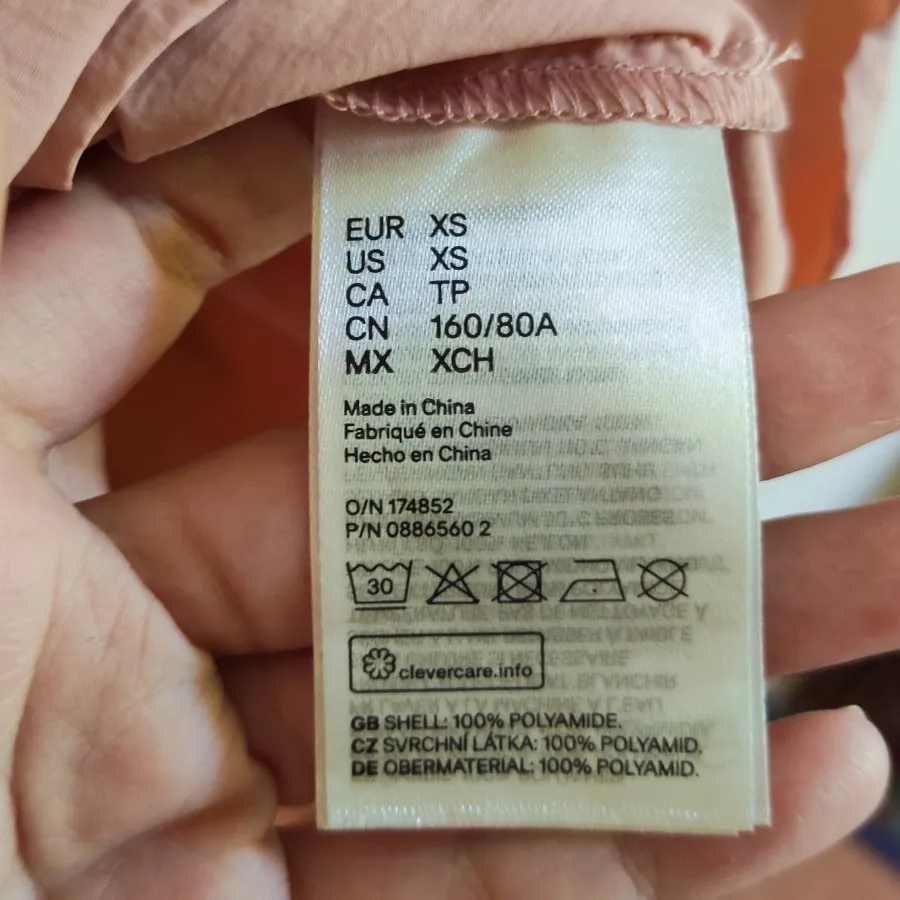 EUR XS
US XS
CA TP
CN 160/80A
MX XCH
Made in China
Fabriqué en Chine
Hecho en China
O/N 174852
P/N 0886560 2
30
clevercare.info
GB SHELL: 100% POLYAMIDE.
CZ SVRCHNÍ LÁTKA: 100% POLYAMID.
DE OBERMATERIAL: 100% POLYAMID.